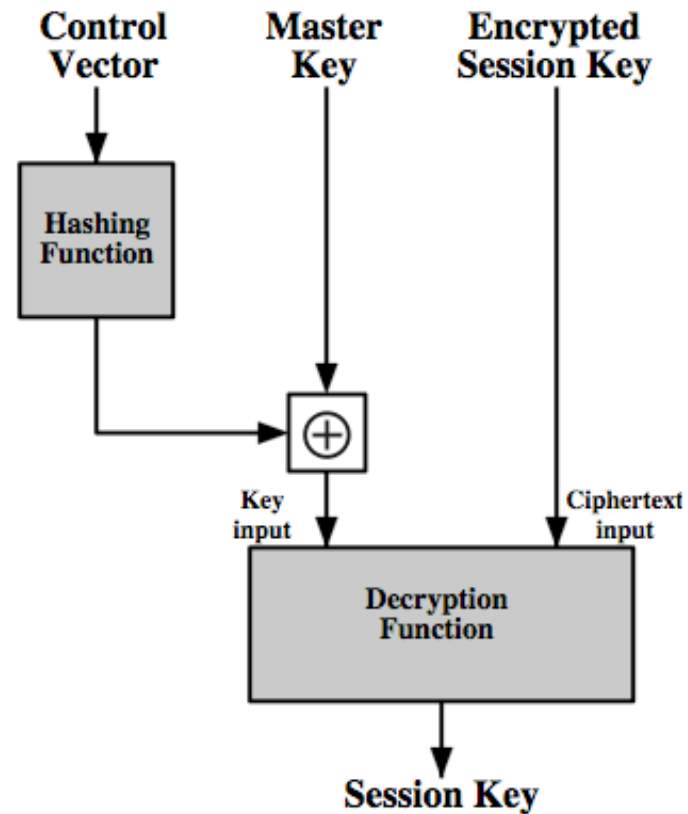 Control
Vector
Master
Key
Encrypted
Session Key
Hashing
Function
Key
input
Ciphertext
input
Decryption
Function
Session Key